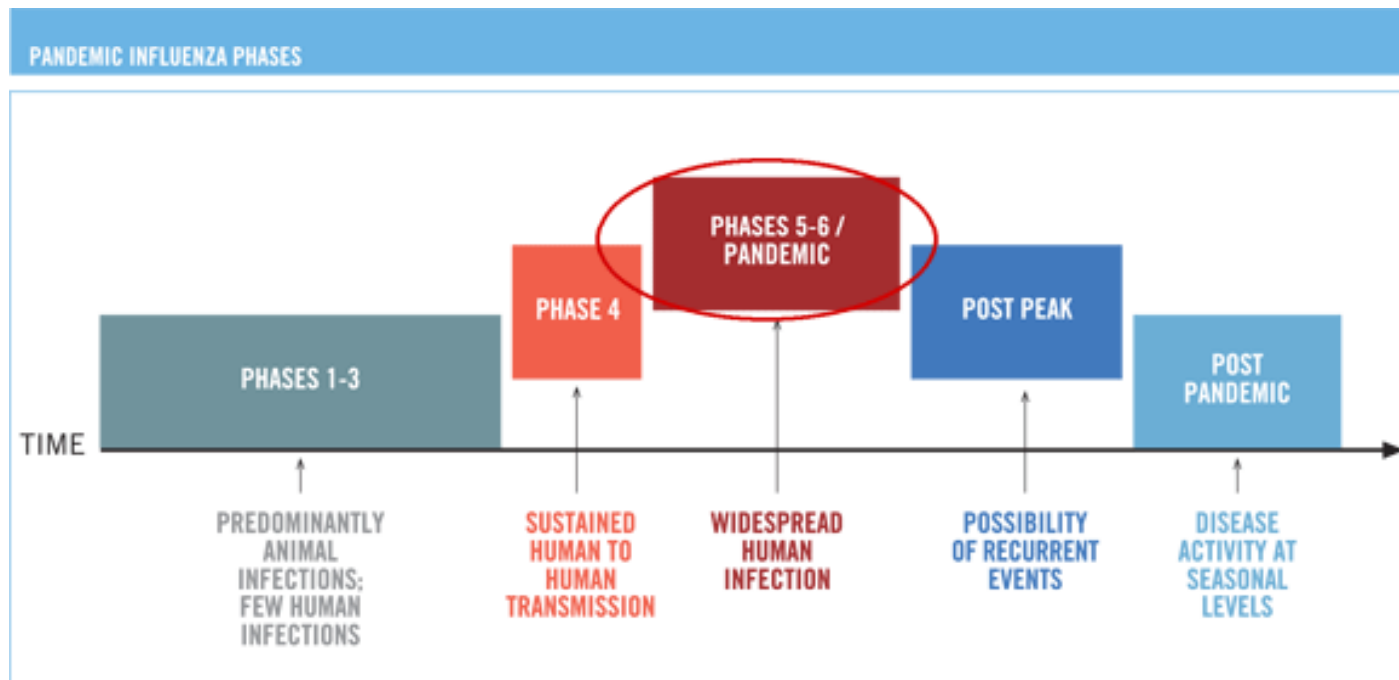 PANDEMIC INFLUENZA PHASES
PHASES 5-6 /
PANDEMIC
PHASE 4
POST PEAK
PHASES 1-3
POST
PANDEMIC
TIME
PREDOMINANTLY
ANIMAL
INFECTIONS;
FEW HUMAN
INFECTIONS
SUSTAINED
HUMAN TO
HUMAN
TRANSMISSION
WIDESPREAD
HUMAN
INFECTION
POSSIBILITY
OF RECURRENT
EVENTS
DISEASE
ACTIVITY AT
SEASONAL
LEVELS